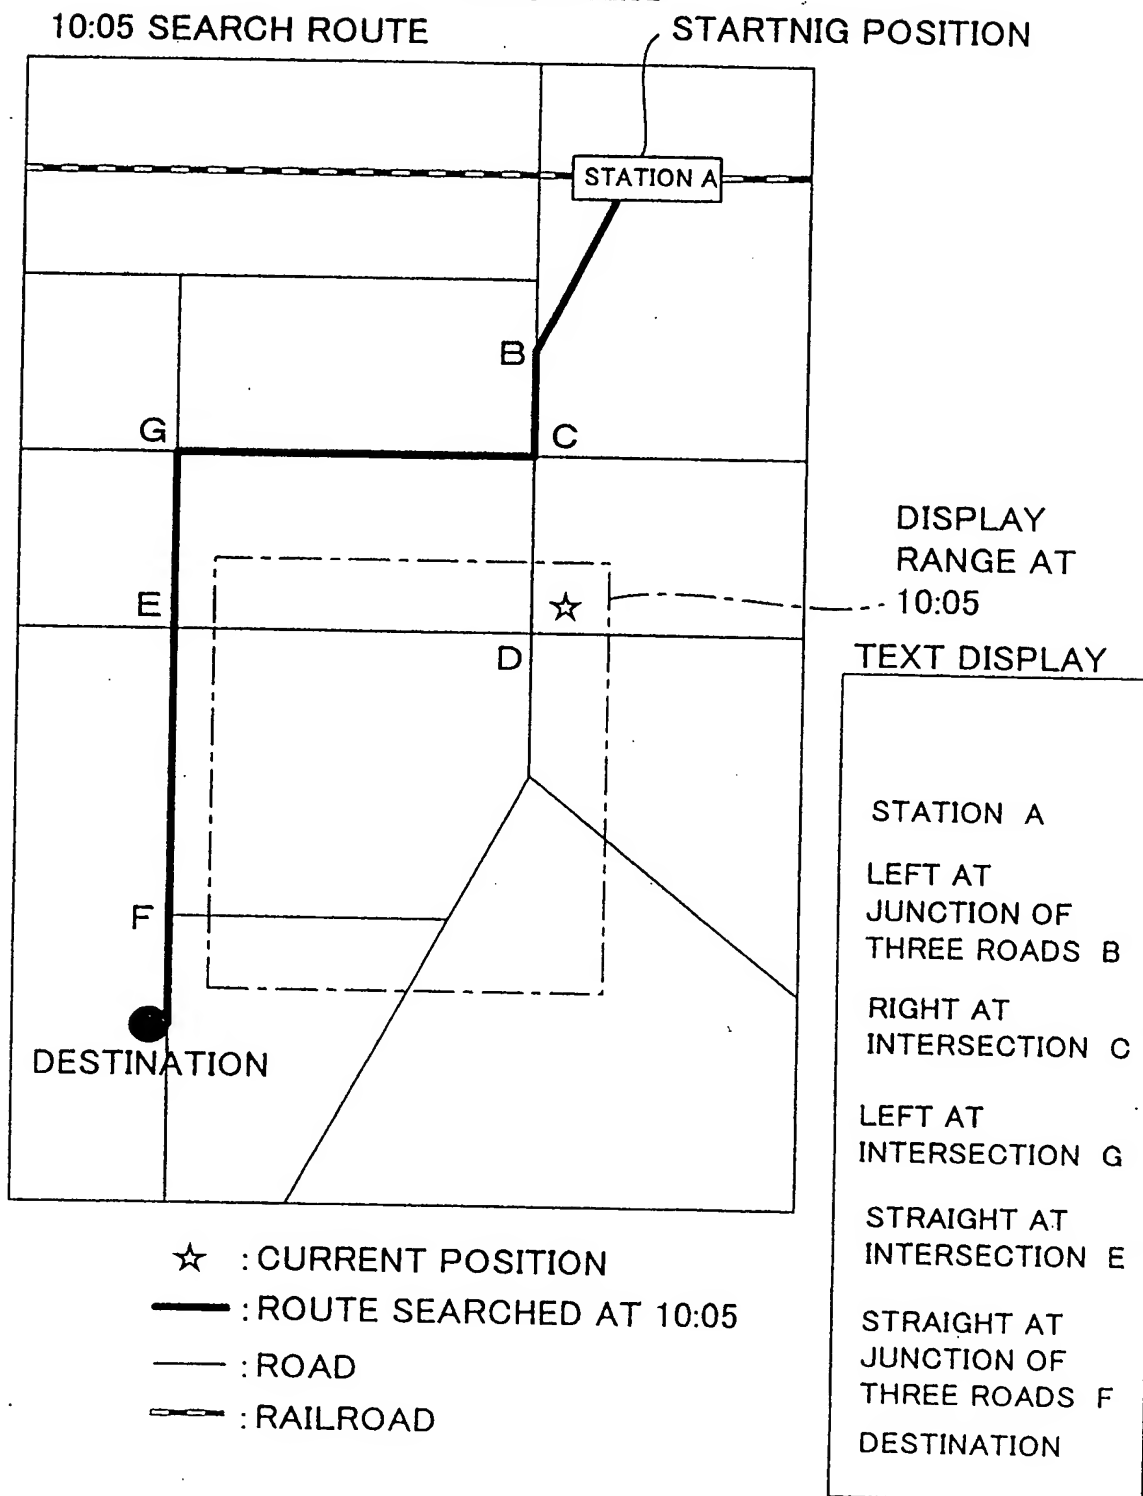 10:05 SEARCH ROUTE
STARTNIG POSITION
STATION A
B
G
C
DISPLAY
RANGE AT
10:05
E
D
F
DESTINATION
☆ : CURRENT POSITION
: ROUTE SEARCHED AT 10:05
: ROAD
: RAILROAD
TEXT DISPLAY
STATION A
LEFT AT
JUNCTION OF
THREE ROADS B
RIGHT AT
INTERSECTION C
LEFT AT
INTERSECTION G
STRAIGHT AT
INTERSECTION E
STRAIGHT AT
JUNCTION OF
THREE ROADS F
DESTINATION